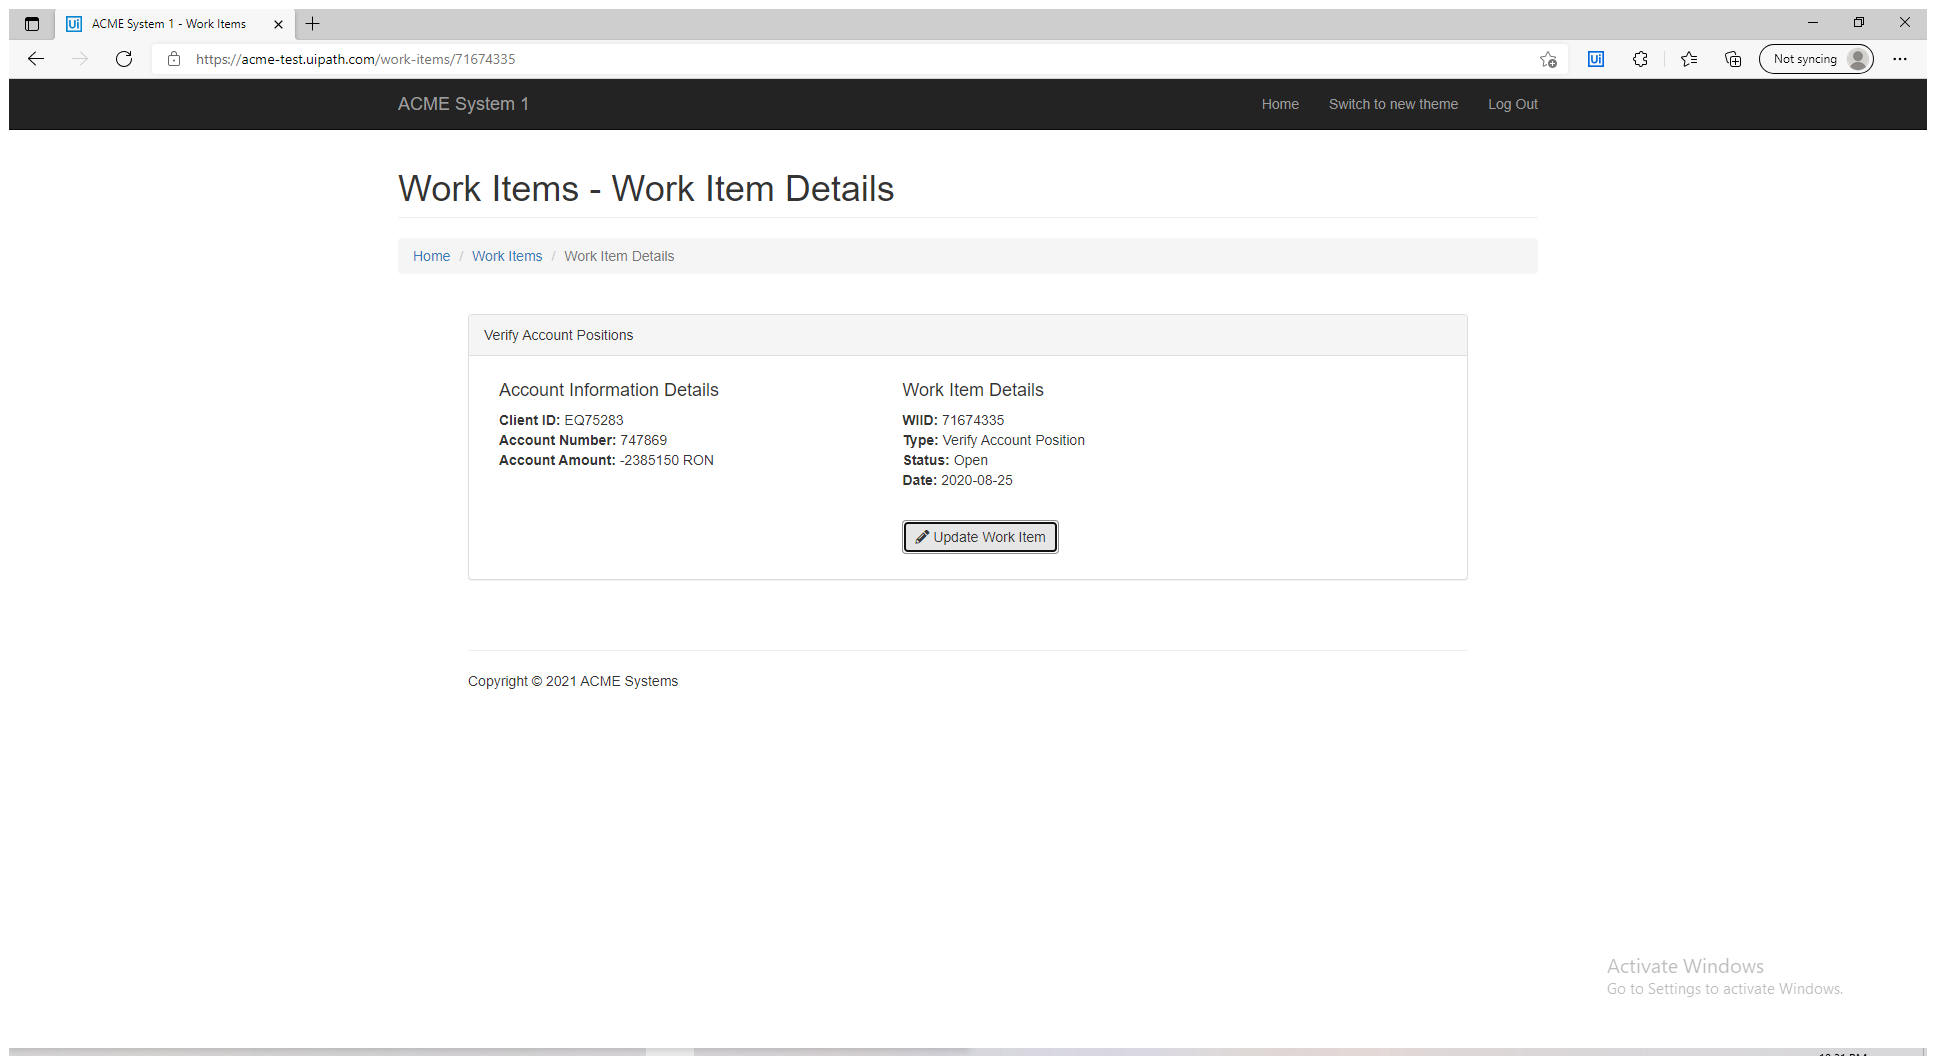 ACME System 1 - Work Items
https://acme-test.uipath.com/work-items/71674335
Not syncing
ACME System 1
Home
Switch to new theme
Log Out
Work Items - Work Item Details
Home / Work Items / Work Item Details
Verify Account Positions
Account Information Details
Client ID: EQ75283
Account Number: 747869
Account Amount: -2385150 RON
Work Item Details
WIID: 71674335
Type: Verify Account Position
Status: Open
Date: 2020-08-25
Update Work Item
Copyright © 2021 ACME Systems
Activate Windows
Go to Settings to activate Windows.